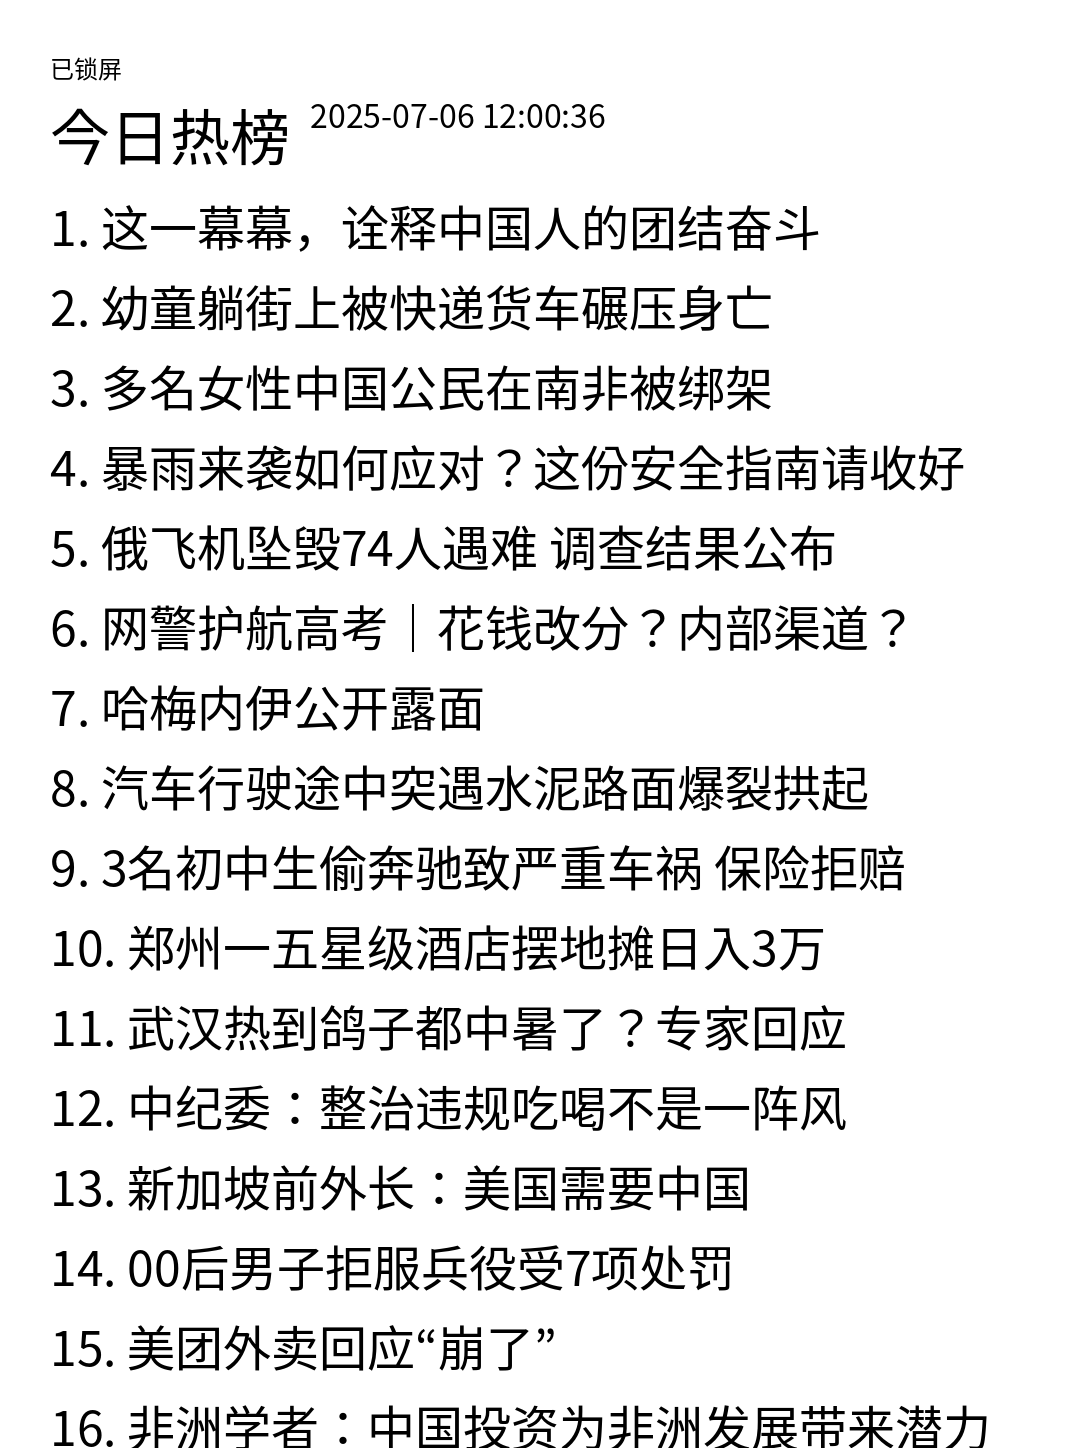 已锁屏
今日热榜 2025-07-06 12:00:36
1. 这一幕幕，诠释中国人的团结奋斗
2. 幼童躺街上被快递货车碾压身亡
3. 多名女性中国公民在南非被绑架
4. 暴雨来袭如何应对？这份安全指南请收好
5. 俄飞机坠毁74人遇难 调查结果公布
6. 网警护航高考｜花钱改分？内部渠道？
7. 哈梅内伊公开露面
8. 汽车行驶途中突遇水泥路面爆裂拱起
9. 3名初中生偷奔驰致严重车祸 保险拒赔
10. 郑州一五星级酒店摆地摊日入3万
11. 武汉热到鸽子都中暑了？专家回应
12. 中纪委：整治违规吃喝不是一阵风
13. 新加坡前外长：美国需要中国
14. 00后男子拒服兵役受7项处罚
15. 美团外卖回应“崩了”
16. 非洲学者：中国投资为非洲发展带来潜力